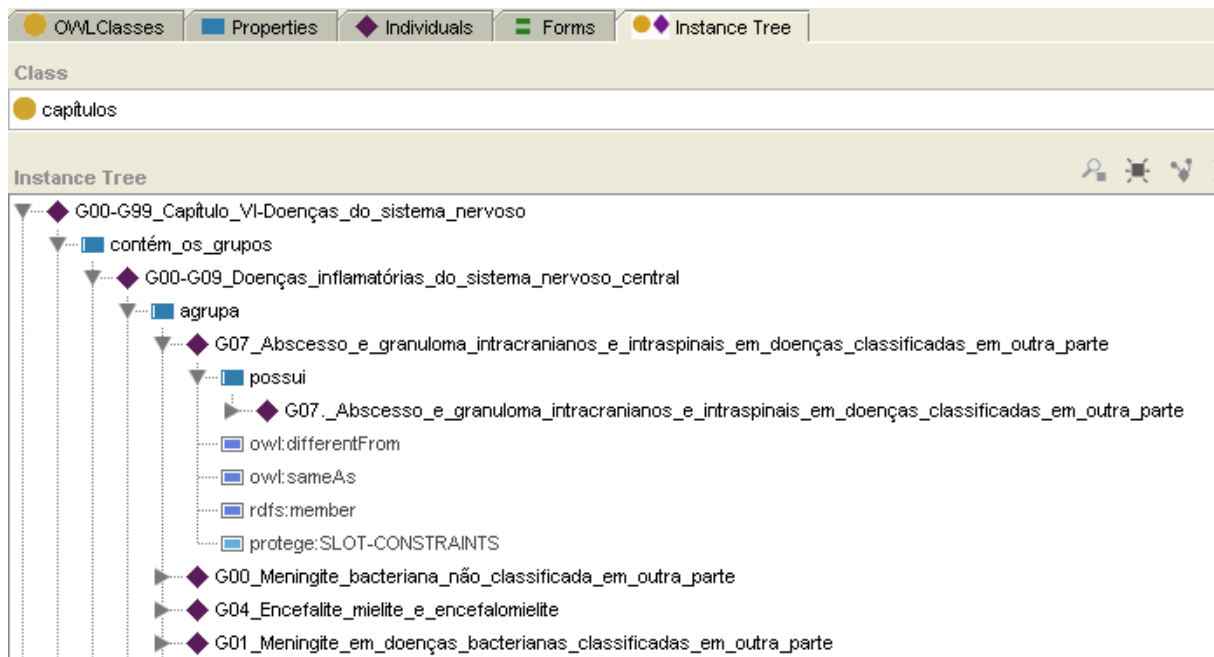 OWLClasses Properties Individuals Forms Instance Tree
Class
capítulos
Instance Tree
G00-G99_Capítulo_VI-Doenças_do_sistema_nervoso
contém_os_grupos
G00-G09_Doenças_inflamatórias_do_sistema_nervoso_central
agrupa
G07_Abscesso_e_granuloma_intracranianos_e_intraspinais_em_doenças_classificadas_em_outra_parte
possui
G07._Abscesso_e_granuloma_intracranianos_e_intraspinais_em_doenças_classificadas_em_outra_parte
owl:differentFrom
owl:sameAs
rdfs:member
protege:SLOT-CONSTRAINTS
G00_Meningite_bacteriana_não_classificada_em_outra_parte
G04_Encefalite_mielite_e_encefalomielite
G01_Meningite_em_doenças_bacterianas_classificadas_em_outra_parte